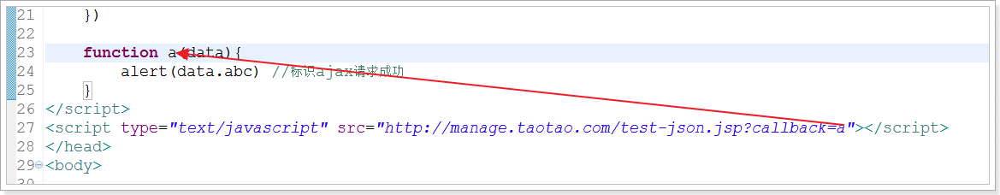 21     })
22
23     function a(data){
24         alert(data.abc) //标识ajax请求成功
25     }
26 </script>
27 <script type="text/javascript" src="http://manage.taotao.com/test-json.jsp?callback=a"></script>
28 </head>
29 <body>
30